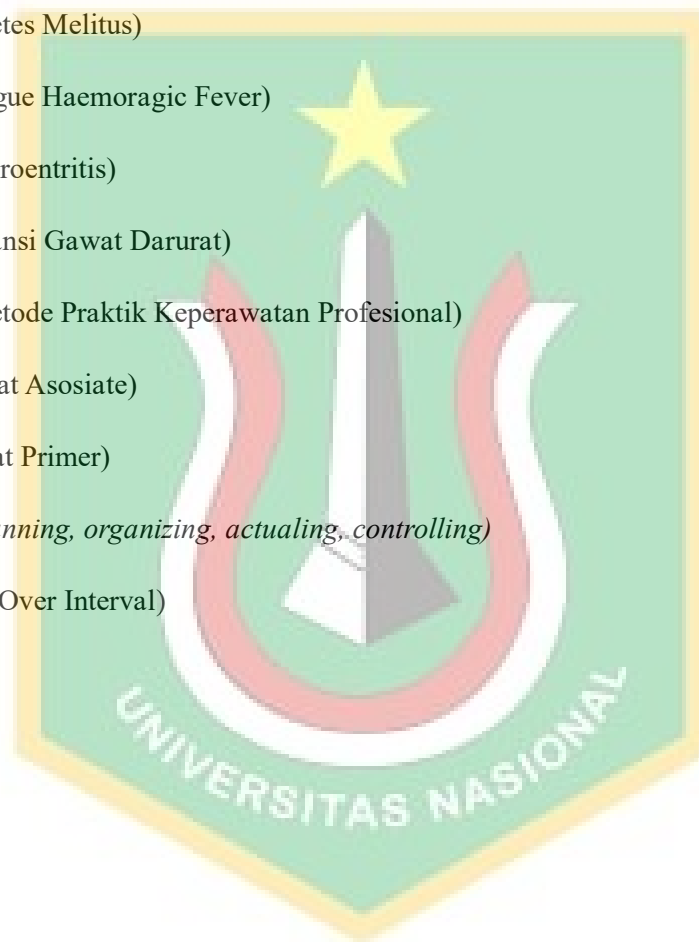 etes Melitus)
gue Haemoragic Fever)
roentritis)
ansi Gawat Darurat)
etode Praktik Keperawatan Profesional)
at Asosiate)
at Primer)
nning, organizing, actualing, controlling)
Over Interval)
UNIVERSITAS NASIONAL